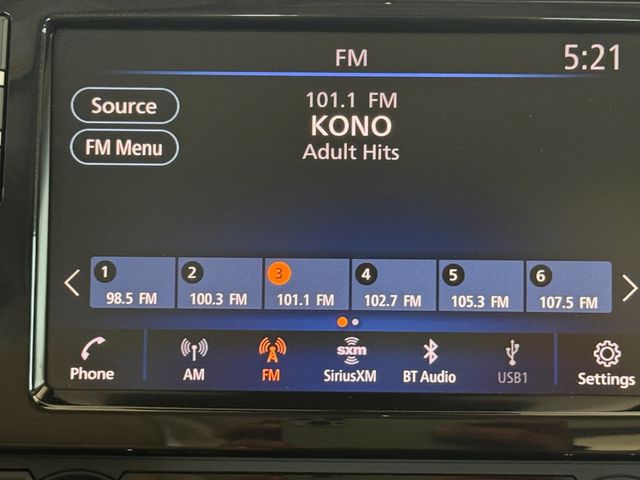 FM
5:21
Source
101.1 FM
KONO
FM Menu
Adult Hits
1 2 3 4 5 6
98.5 FM 100.3 FM 101.1 FM 102.7 FM 105.3 FM 107.5 FM
sxm
Phone AM FM SiriusXM BT Audio USB1 Settings